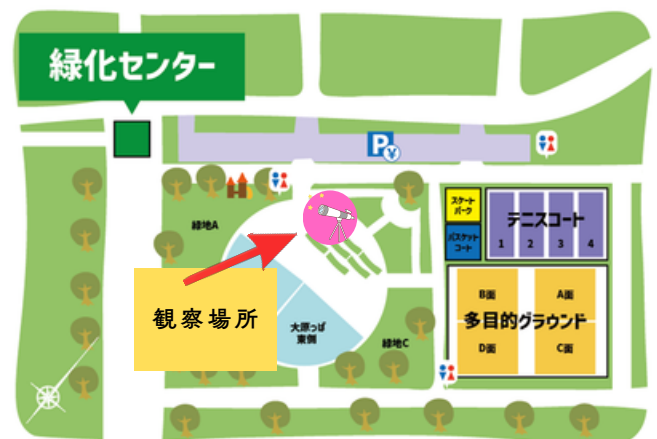 緑化センター
P
¥
スケート
パーク
テニスコート
1 2 3 4
バスケット
コート
緑地A
観察場所
大原っぱ
東側
緑地C
B面 A面
多目的グラウンド
D面 C面